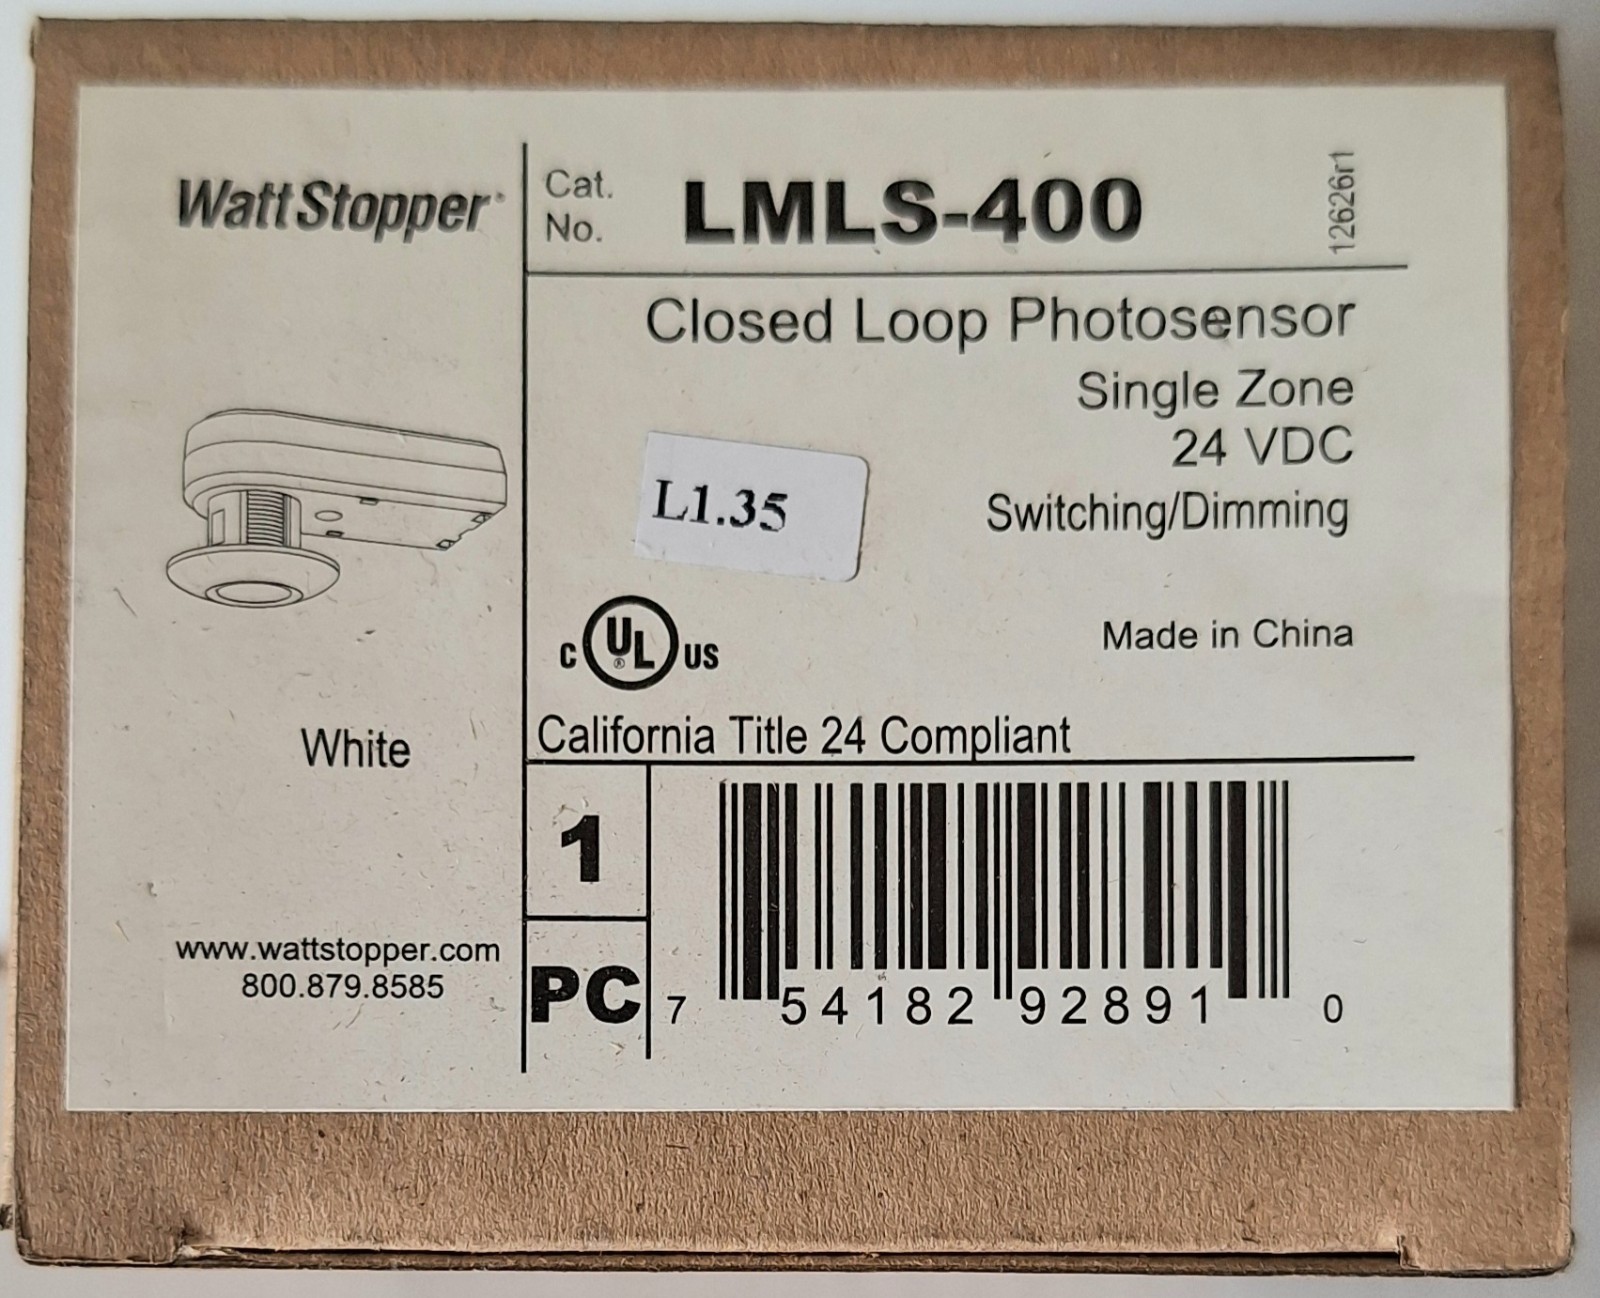 WattStopper
Cat.
No.
LMLS-400
12626r1
Closed Loop Photosensor
Single Zone
24 VDC
Switching/Dimming
L1.35
Made in China
C UL® US
White
California Title 24 Compliant
1
PC
www.wattstopper.com
800.879.8585
7 54182 92891 0